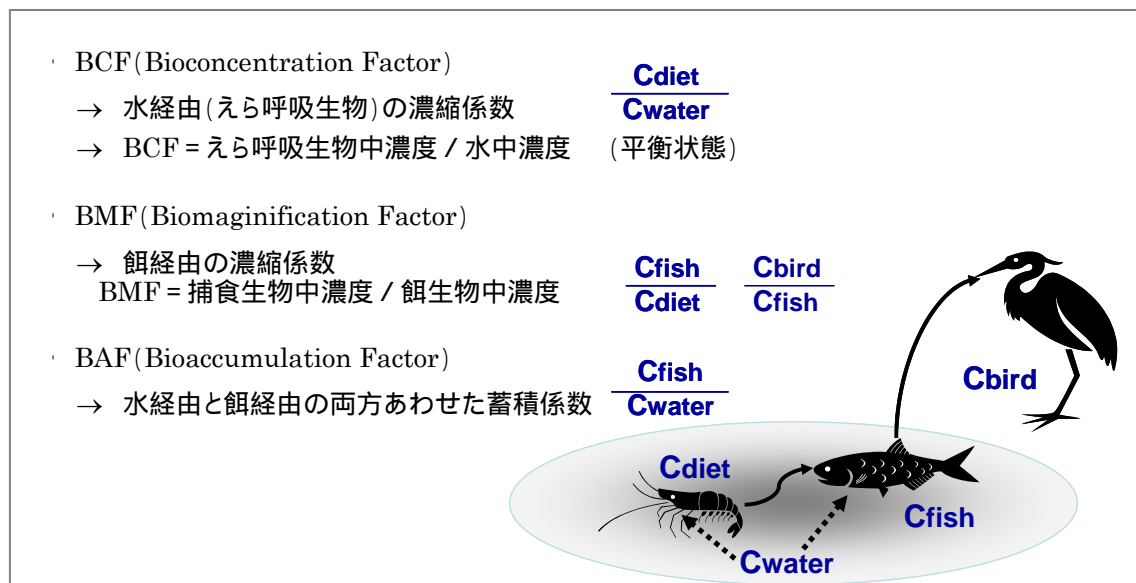 BCF(Bioconcentration Factor)
Cdiet
→ 水経由(えら呼吸生物)の濃縮係数
Cwater
→ BCF = えら呼吸生物中濃度 / 水中濃度 (平衡状態)
BMF(Biomaginification Factor)
→ 餌経由の濃縮係数
Cfish Cbird
BMF = 捕食生物中濃度 / 餌生物中濃度
Cdiet Cfish
BAF(Bioaccumulation Factor)
Cfish
→ 水経由と餌経由の両方あわせた蓄積係数
Cwater
Cbird
Cdiet
Cfish
Cwater